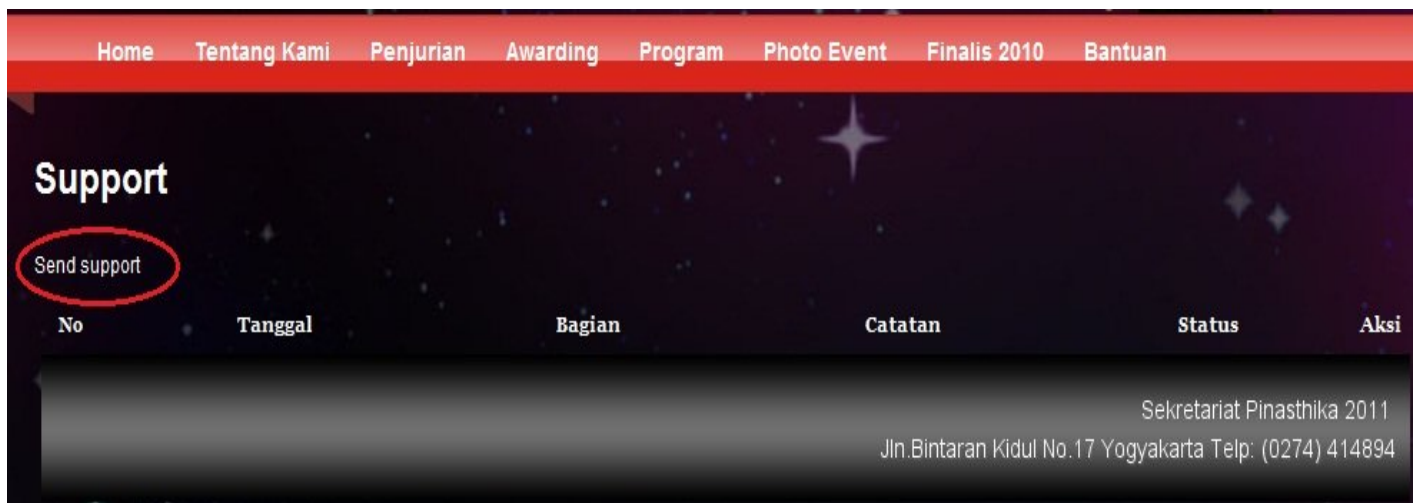 Home Tentang Kami Penjurian Awarding Program Photo Event Finalis 2010 Bantuan
Support
Send support
No Tanggal Bagian Catatan Status Aksi
Sekretariat Pinasthika 2011
Jln.Bintaran Kidul No.17 Yogyakarta Telp: (0274) 414894